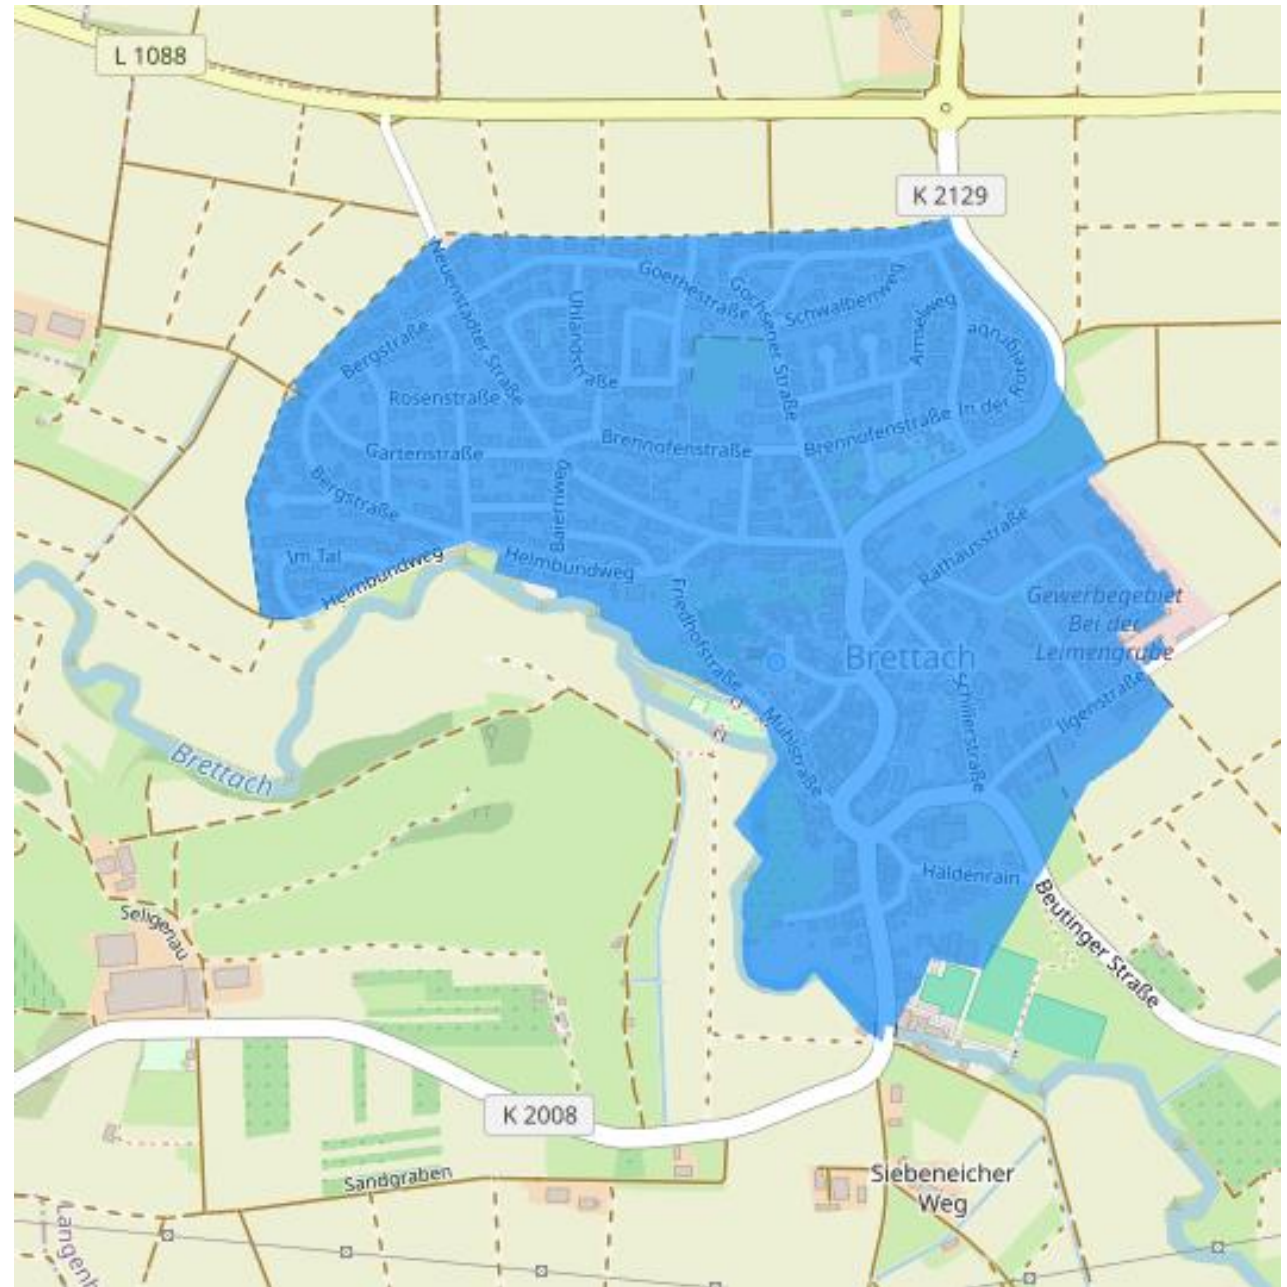 L 1088
K 2129
Neuenstädter Straße
Goethestraße
Gochsener Straße
Schwalbenweg
Uhlandstraße
Amselweg
Bergstraße
Rosenstraße
In der
Froteigrube
Brennofenstraße
Brennofenstraße
Gartenstraße
Bergstraße
Baiernweg
Rathausstraße
Im Tal
Helmbundweg
Helmbundweg
Friedhofstraße
Gewerbegebiet
Bei der
Leimengrube
Brettach
Schillerstraße
Ilgenstraße
Mühlstraße
Brettach
Haldenrain
Seligenau
Beutinger Straße
K 2008
Sandgraben
Siebeneicher
Weg